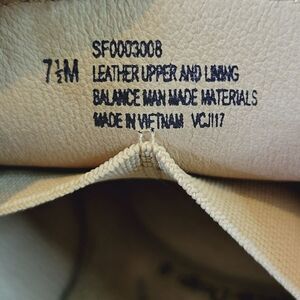 SF0003008
7½M LEATHER UPPER AND LINING
BALANCE MAN MADE MATERIALS
MADE IN VIETNAM VCJ117